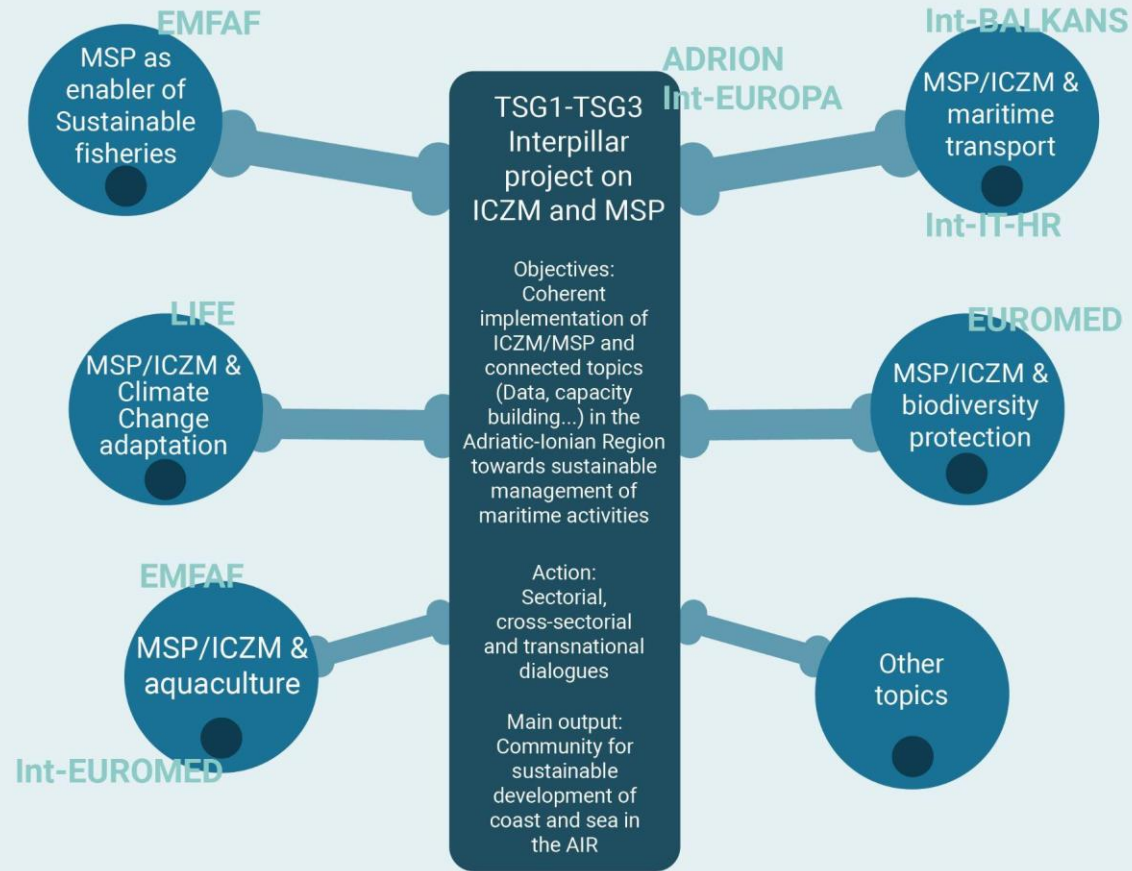 EMFAF
MSP as
enabler of
Sustainable
fisheries
LIFE
MSP/ICZM &
Climate
Change
adaptation
EMFAF
MSP/ICZM &
aquaculture
Int-EUROMED
ADRION
Int-EUROPA
TSG1-TSG3
Interpillar
project on
ICZM and MSP
Objectives:
Coherent
implementation of
ICZM/MSP and
connected topics
(Data, capacity
building...) in the
Adriatic-Ionian Region
towards sustainable
management of
maritime activities
Action:
Sectorial,
cross-sectorial
and transnational
dialogues
Main output:
Community for
sustainable
development of
coast and sea in
the AIR
Int-BALKANS
MSP/ICZM &
maritime
transport
Int-IT-HR
EUROMED
MSP/ICZM &
biodiversity
protection
Other
topics